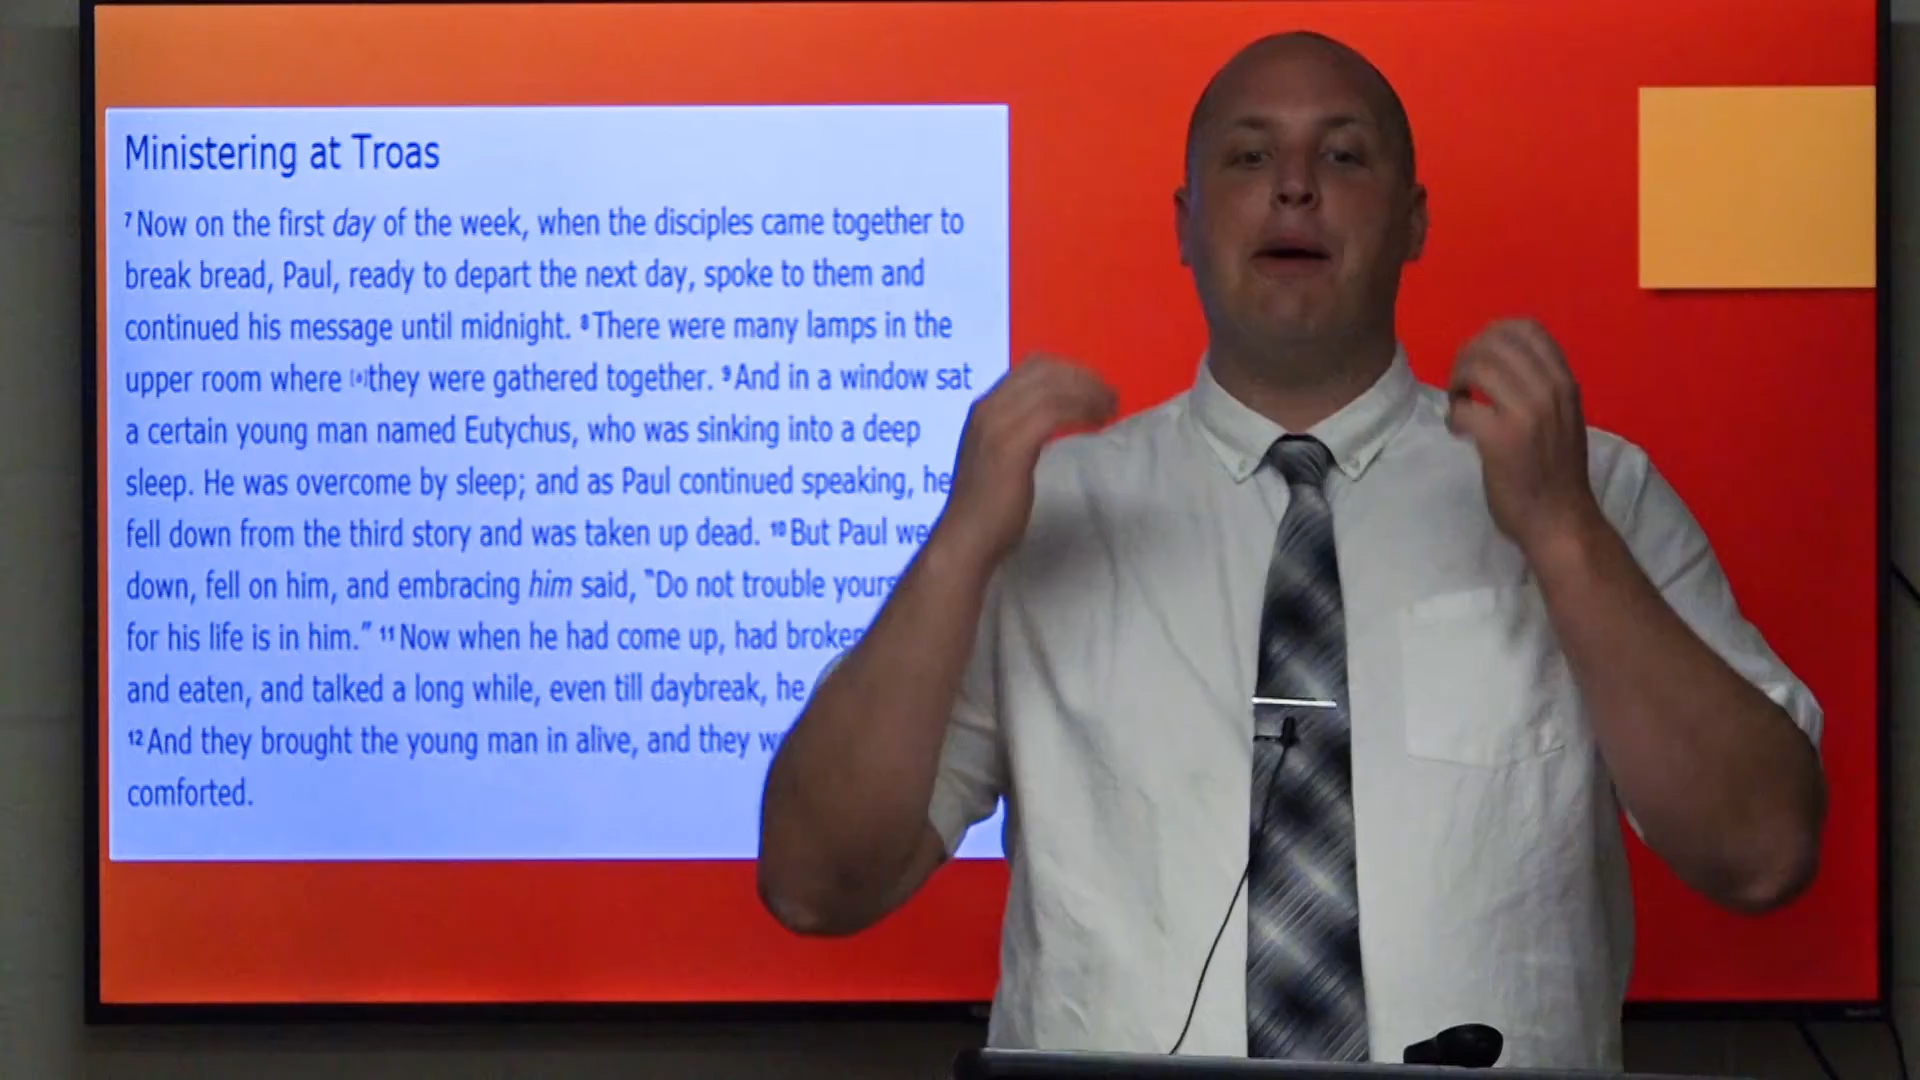 Ministering at Troas
7 Now on the first day of the week, when the disciples came together to
break bread, Paul, ready to depart the next day, spoke to them and
continued his message until midnight. 8 There were many lamps in the
upper room where [a]they were gathered together. 9 And in a window sat
a certain young man named Eutychus, who was sinking into a deep
sleep. He was overcome by sleep; and as Paul continued speaking, he
fell down from the third story and was taken up dead. 10 But Paul we
down, fell on him, and embracing him said, “Do not trouble yours
for his life is in him.” 11 Now when he had come up, had broken
and eaten, and talked a long while, even till daybreak, he
12 And they brought the young man in alive, and they we
comforted.